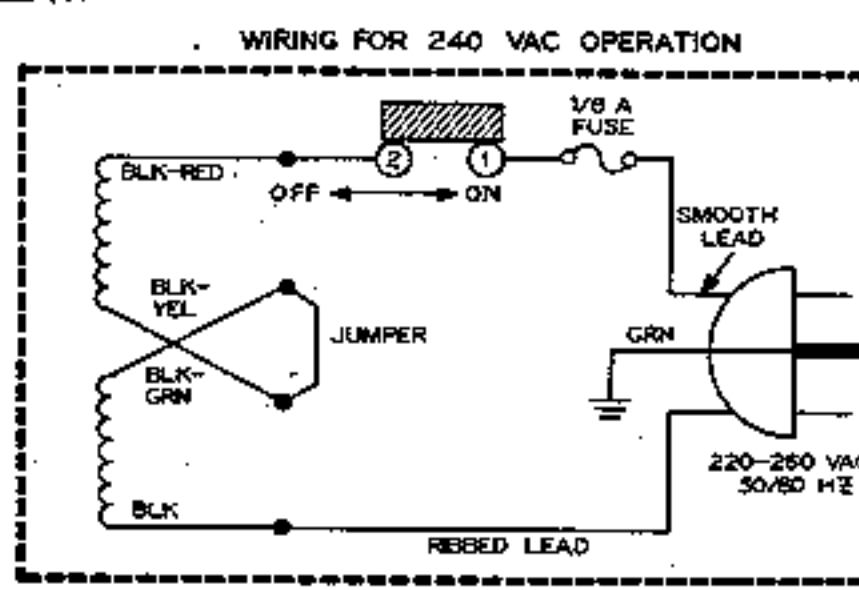 WIRING FOR 240 VAC OPERATION
1/8 A
FUSE
BLK-RED
2
1
OFF
ON
SMOOTH
LEAD
BLK-
YEL
JUMPER
GRN
BLK-
GRN
220-260 VAC
50/60 HZ
BLK
RIBBED LEAD